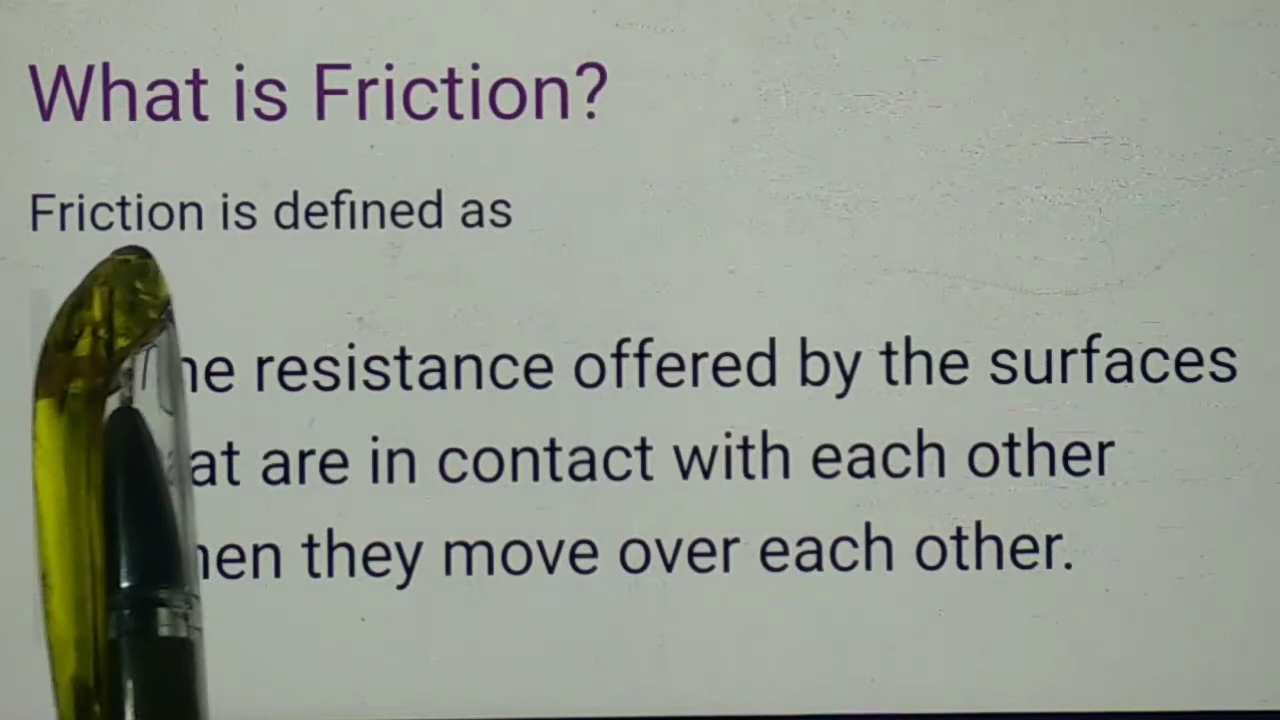 What is Friction?
Friction is defined as
The resistance offered by the surfaces
are in contact with each other
they move over each other.